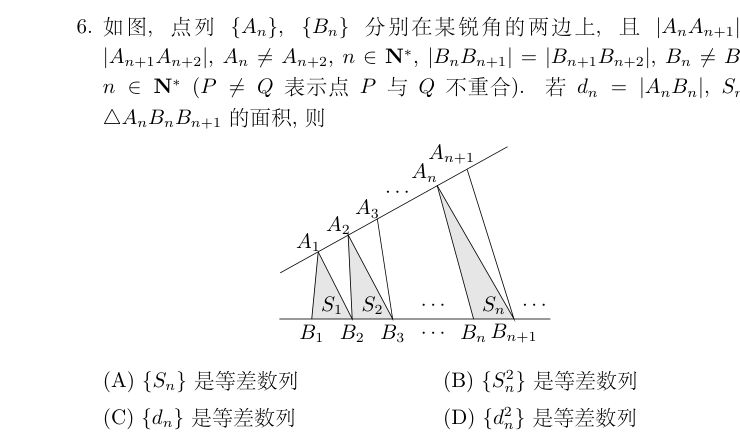 6. 如图, 点列 {Aₙ}, {Bₙ} 分别在某锐角的两边上, 且 |AₙAₙ₊₁|
|Aₙ₊₁Aₙ₊₂|, Aₙ ≠ Aₙ₊₂, n ∈ N*, |BₙBₙ₊₁| = |Bₙ₊₁Bₙ₊₂|, Bₙ ≠ B
n ∈ N* (P ≠ Q 表示点 P 与 Q 不重合). 若 dₙ = |AₙBₙ|, Sₙ
△AₙBₙBₙ₊₁ 的面积, 则
A₁ A₂ A₃ ··· Aₙ Aₙ₊₁
S₁ S₂ ··· Sₙ ···
B₁ B₂ B₃ ··· Bₙ Bₙ₊₁
(A) {Sₙ} 是等差数列 (B) {Sₙ²} 是等差数列
(C) {dₙ} 是等差数列 (D) {dₙ²} 是等差数列